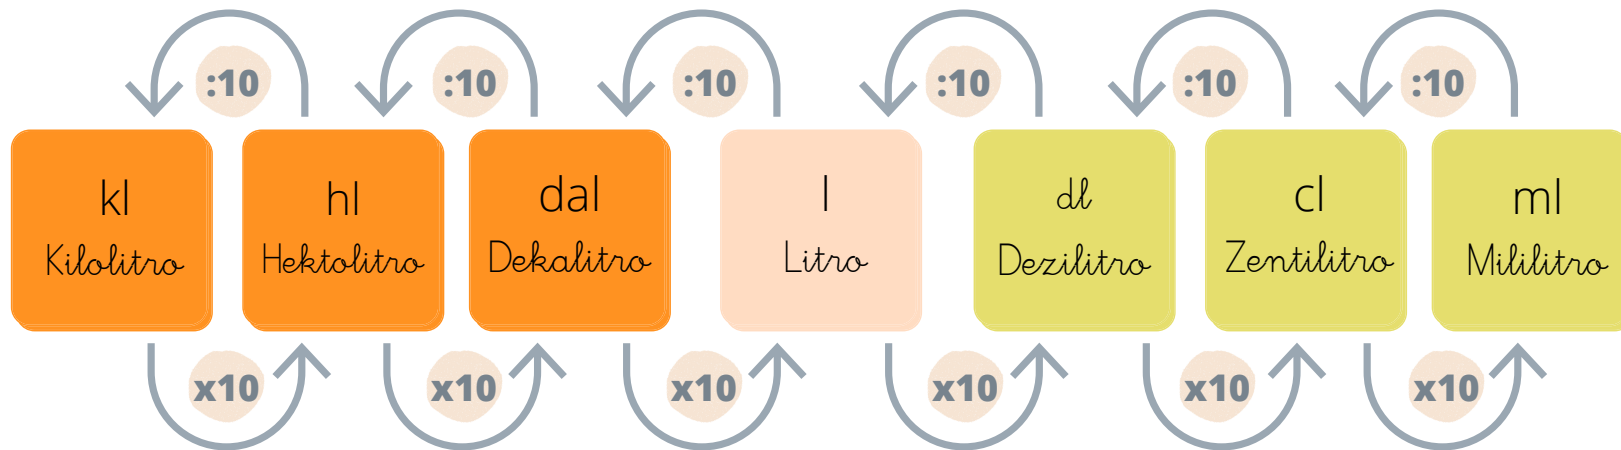 :10 :10 :10 :10 :10 :10
kl hl dal l dl cl ml
Kilolitro Hektolitro Dekalitro Litro Dezilitro Zentilitro Mililitro
x10 x10 x10 x10 x10 x10